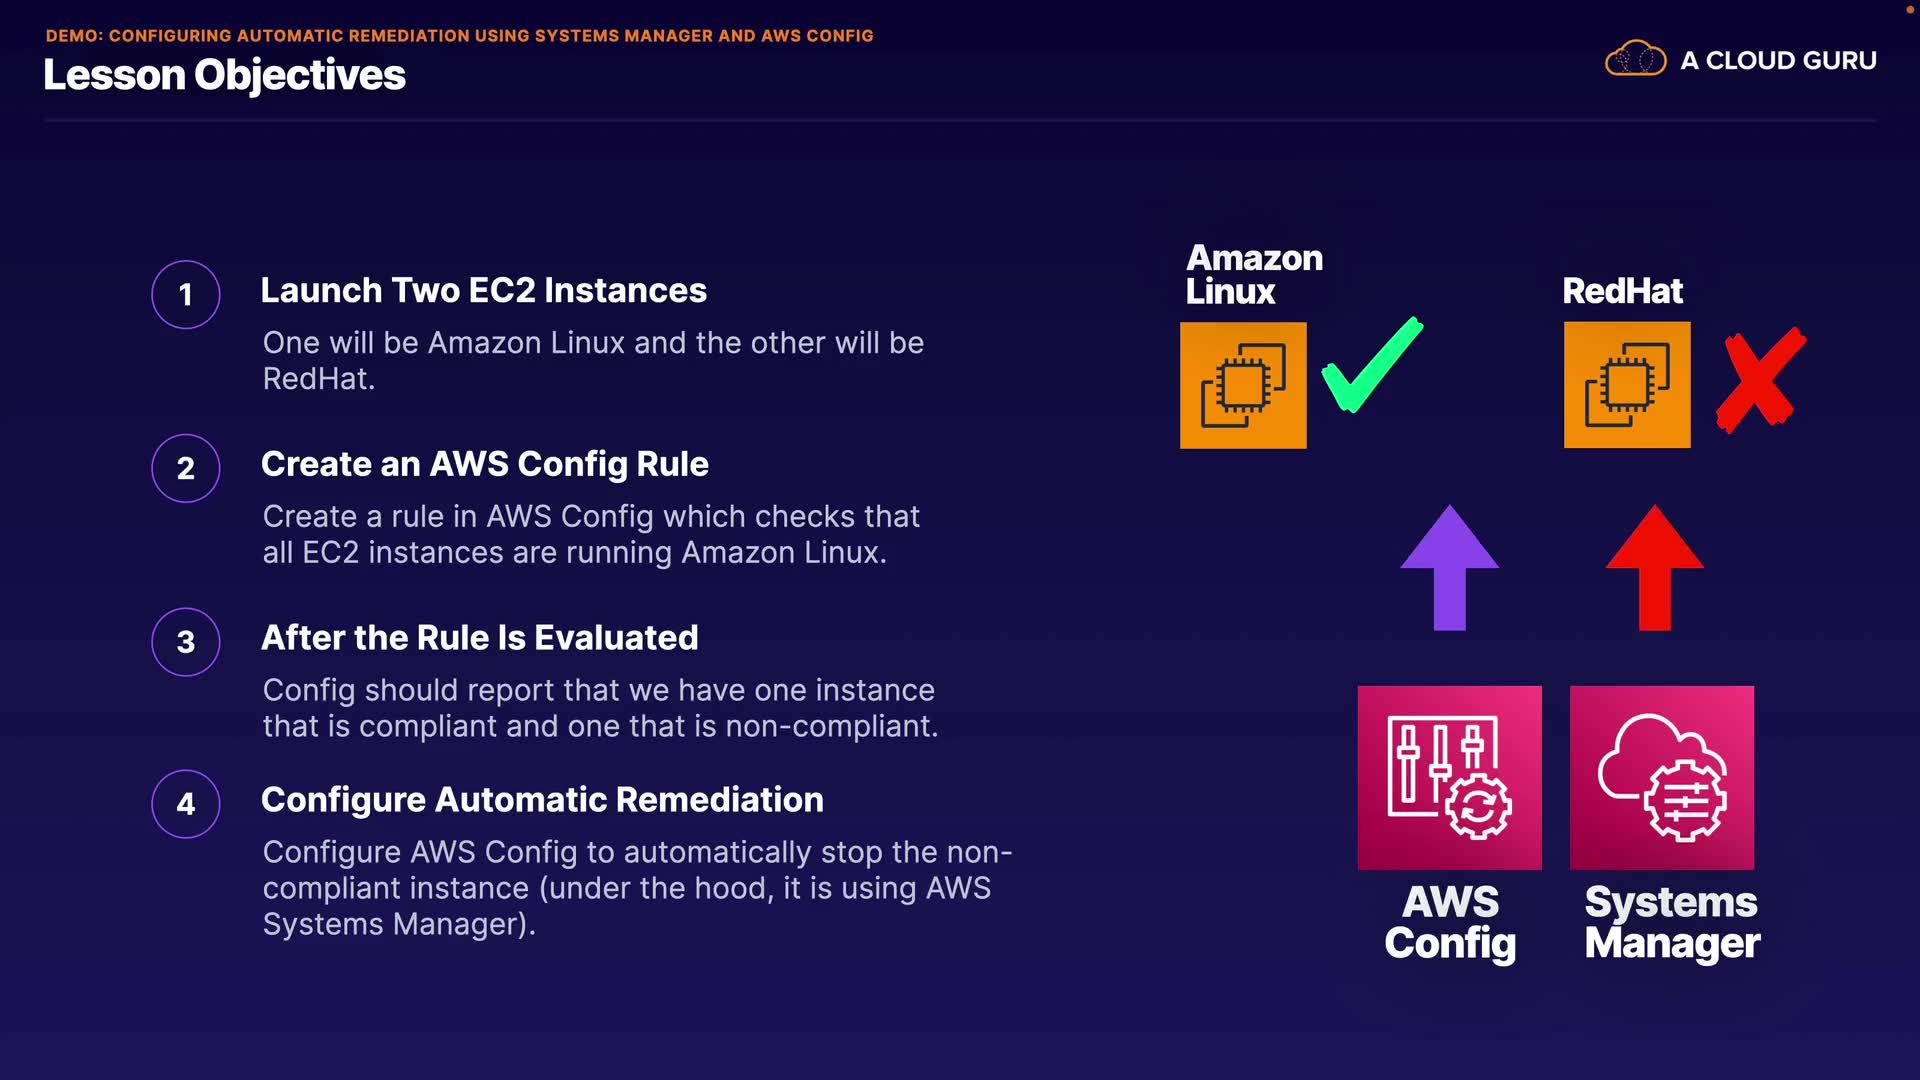 DEMO: CONFIGURING AUTOMATIC REMEDIATION USING SYSTEMS MANAGER AND AWS CONFIG
Lesson Objectives
A CLOUD GURU
1
Launch Two EC2 Instances
One will be Amazon Linux and the other will be
RedHat.
2
Create an AWS Config Rule
Create a rule in AWS Config which checks that
all EC2 instances are running Amazon Linux.
3
After the Rule Is Evaluated
Config should report that we have one instance
that is compliant and one that is non-compliant.
4
Configure Automatic Remediation
Configure AWS Config to automatically stop the non-
compliant instance (under the hood, it is using AWS
Systems Manager).
Amazon
Linux
RedHat
AWS
Config
Systems
Manager